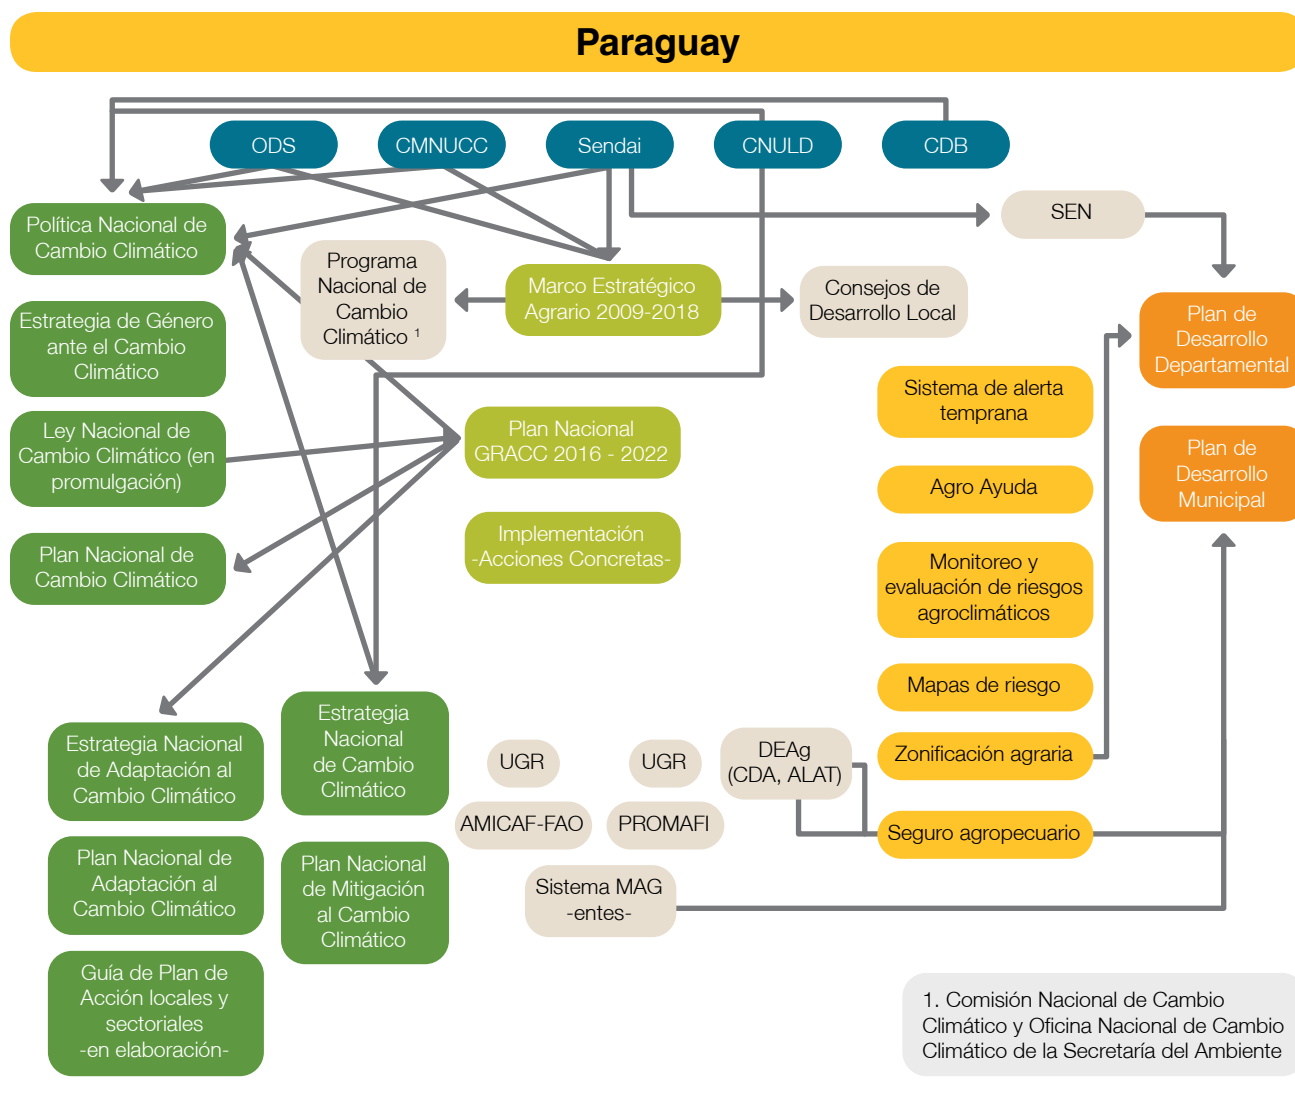 Paraguay
ODS
CMNUCC
Sendai
CNULD
CDB
Política Nacional de
Cambio Climático
SEN
Programa
Nacional de
Cambio
Climático ¹
Marco Estratégico
Agrario 2009-2018
Consejos de
Desarrollo Local
Plan de
Desarrollo
Departamental
Estrategia de Género
ante el Cambio
Climático
Sistema de alerta
temprana
Ley Nacional de
Cambio Climático (en
promulgación)
Plan Nacional
GRACC 2016 - 2022
Plan de
Desarrollo
Municipal
Agro Ayuda
Plan Nacional de
Cambio Climático
Implementación
-Acciones Concretas-
Monitoreo y
evaluación de riesgos
agroclimáticos
Mapas de riesgo
Estrategia Nacional
de Adaptación al
Cambio Climático
Estrategia
Nacional
de Cambio
Climático
UGR
UGR
DEAg
(CDA, ALAT)
Zonificación agraria
AMICAF-FAO
PROMAFI
Seguro agropecuario
Plan Nacional de
Adaptación al
Cambio Climático
Plan Nacional
de Mitigación
al Cambio
Climático
Sistema MAG
-entes-
Guía de Plan de
Acción locales y
sectoriales
-en elaboración-
1. Comisión Nacional de Cambio
Climático y Oficina Nacional de Cambio
Climático de la Secretaría del Ambiente